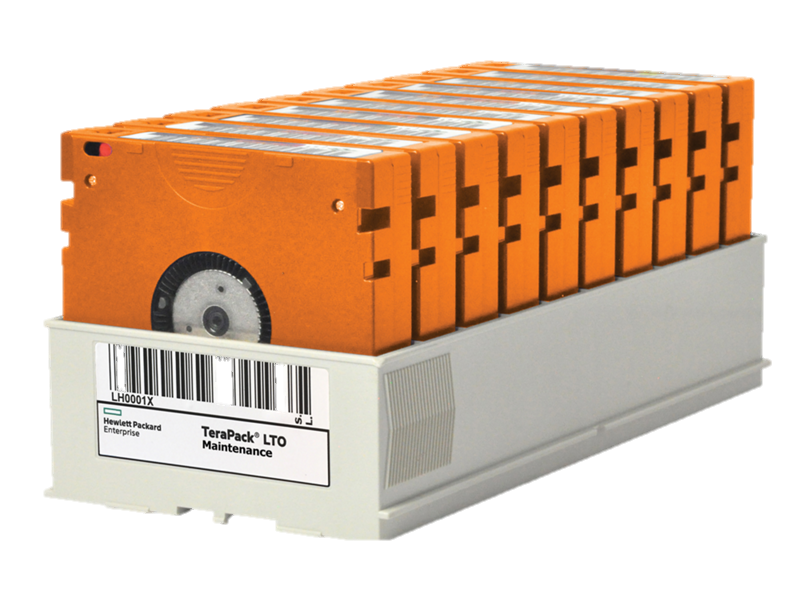 LH0001X
S.
L.
Hewlett Packard
Enterprise
TeraPack® LTO
Maintenance